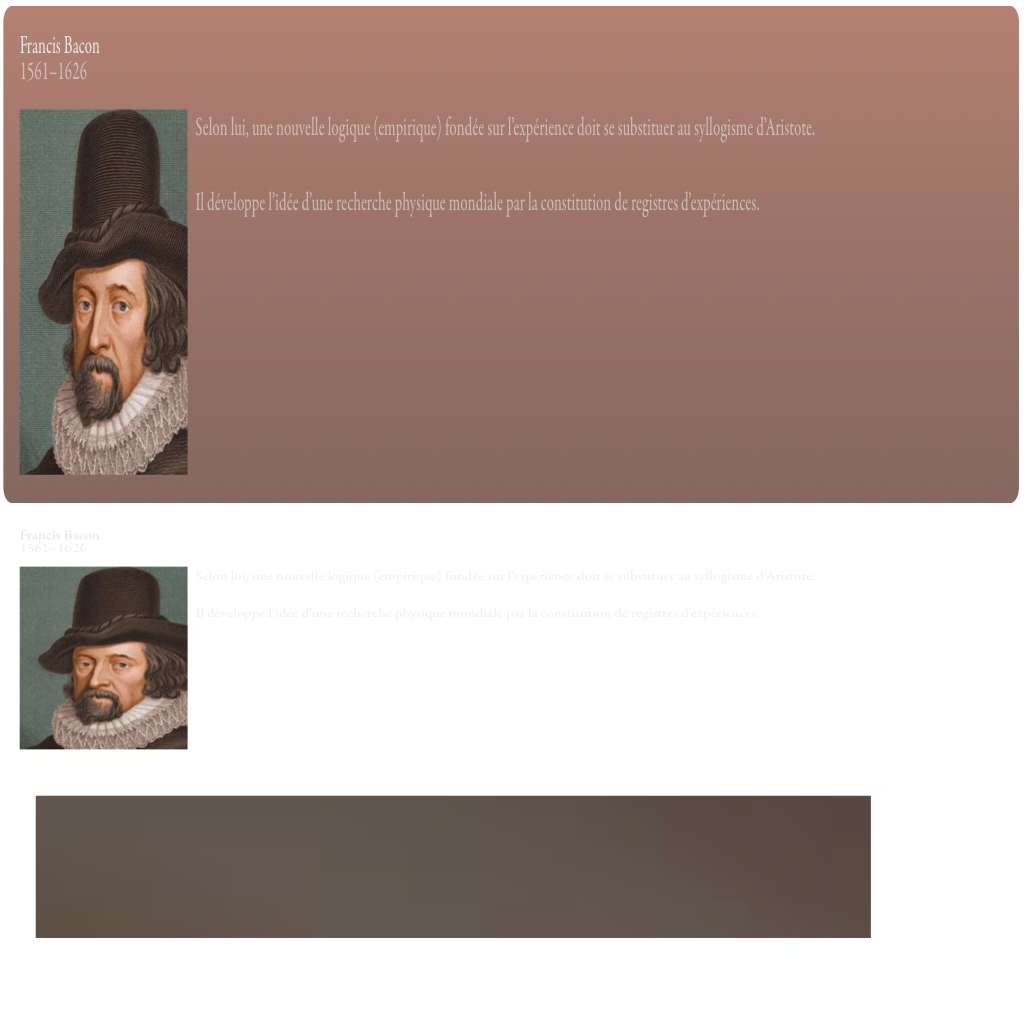 Francis Bacon
1561–1626
Selon lui, une nouvelle logique (empirique) fondée sur l'expérience doit se substituer au syllogisme d'Aristote.
Il développe l'idée d'une recherche physique mondiale par la constitution de registres d'expériences.
Francis Bacon
1561–1626
Selon lui, une nouvelle logique (empirique) fondée sur l'expérience doit se substituer au syllogisme d'Aristote.
Il développe l'idée d'une recherche physique mondiale par la constitution de registres d'expériences.